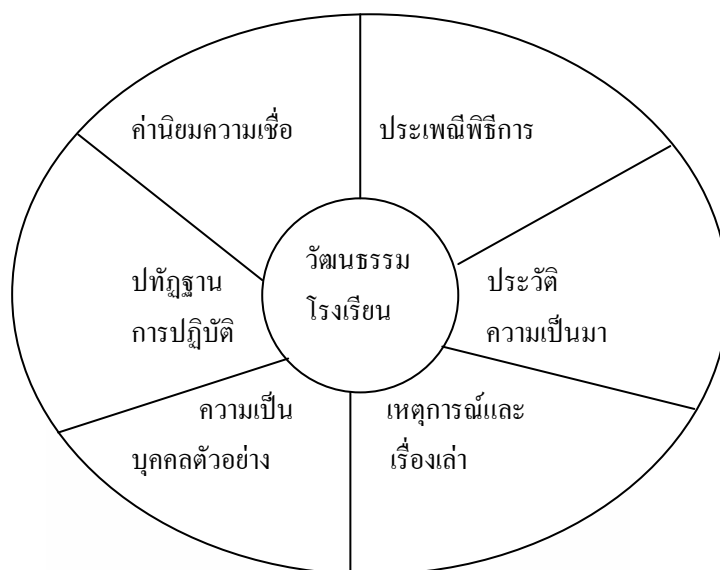 ค่านิยมความเชื่อ
ประเพณีพิธีการ
วัฒนธรรม
โรงเรียน
ปทัฏฐาน
การปฏิบัติ
ประวัติ
ความเป็นมา
ความเป็น
บุคคลตัวอย่าง
เหตุการณ์และ
เรื่องเล่า